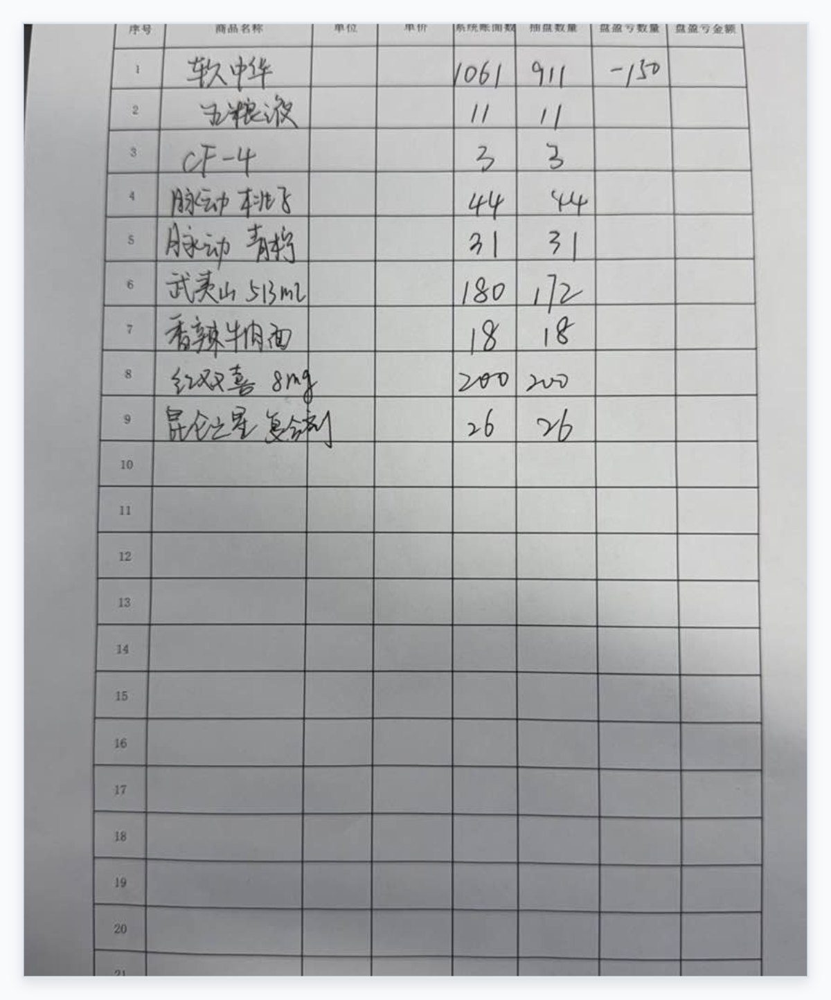 序号 商品名称 单位 单价 系统账面数 抽盘数量 盘盈亏数量 盘盈亏金额
1 软中华 1061 911 -150
2 五粮液 11 11
3 CF-4 3 3
4 脉动 桃子 44 44
5 脉动 青柠 31 31
6 武夷山 513ml 180 172
7 香辣牛肉面 18 18
8 红双喜 8mg 200 200
9 昆仑之星 复合剂 26 26
10
11
12
13
14
15
16
17
18
19
20
21